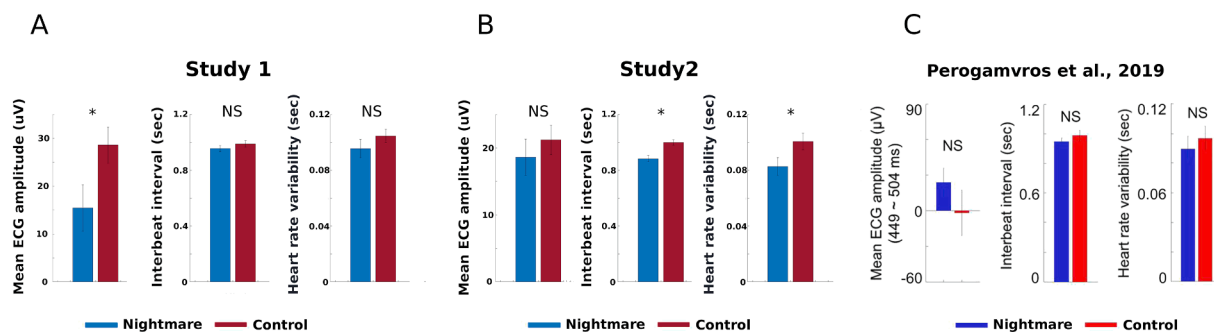 A
Study 1
Mean ECG amplitude (uV)
30
20
10
0
*
Interbeat interval (sec)
1.2
0.8
0.4
0
NS
Heart rate variability (sec)
0.12
0.08
0.04
0
NS
Nightmare
Control
B
Study2
Mean ECG amplitude (uV)
20
10
0
NS
Interbeat interval (sec)
1.2
0.8
0.4
0
*
Heart rate variability (sec)
0.12
0.08
0.04
0
*
Nightmare
Control
C
Perogamvros et al., 2019
Mean ECG amplitude (μV)
(449 ~ 504 ms)
90
0
-60
NS
Interbeat interval (sec)
1.2
0.6
0
NS
Heart rate variability (sec)
0.12
0.06
0
NS
Nightmare
Control